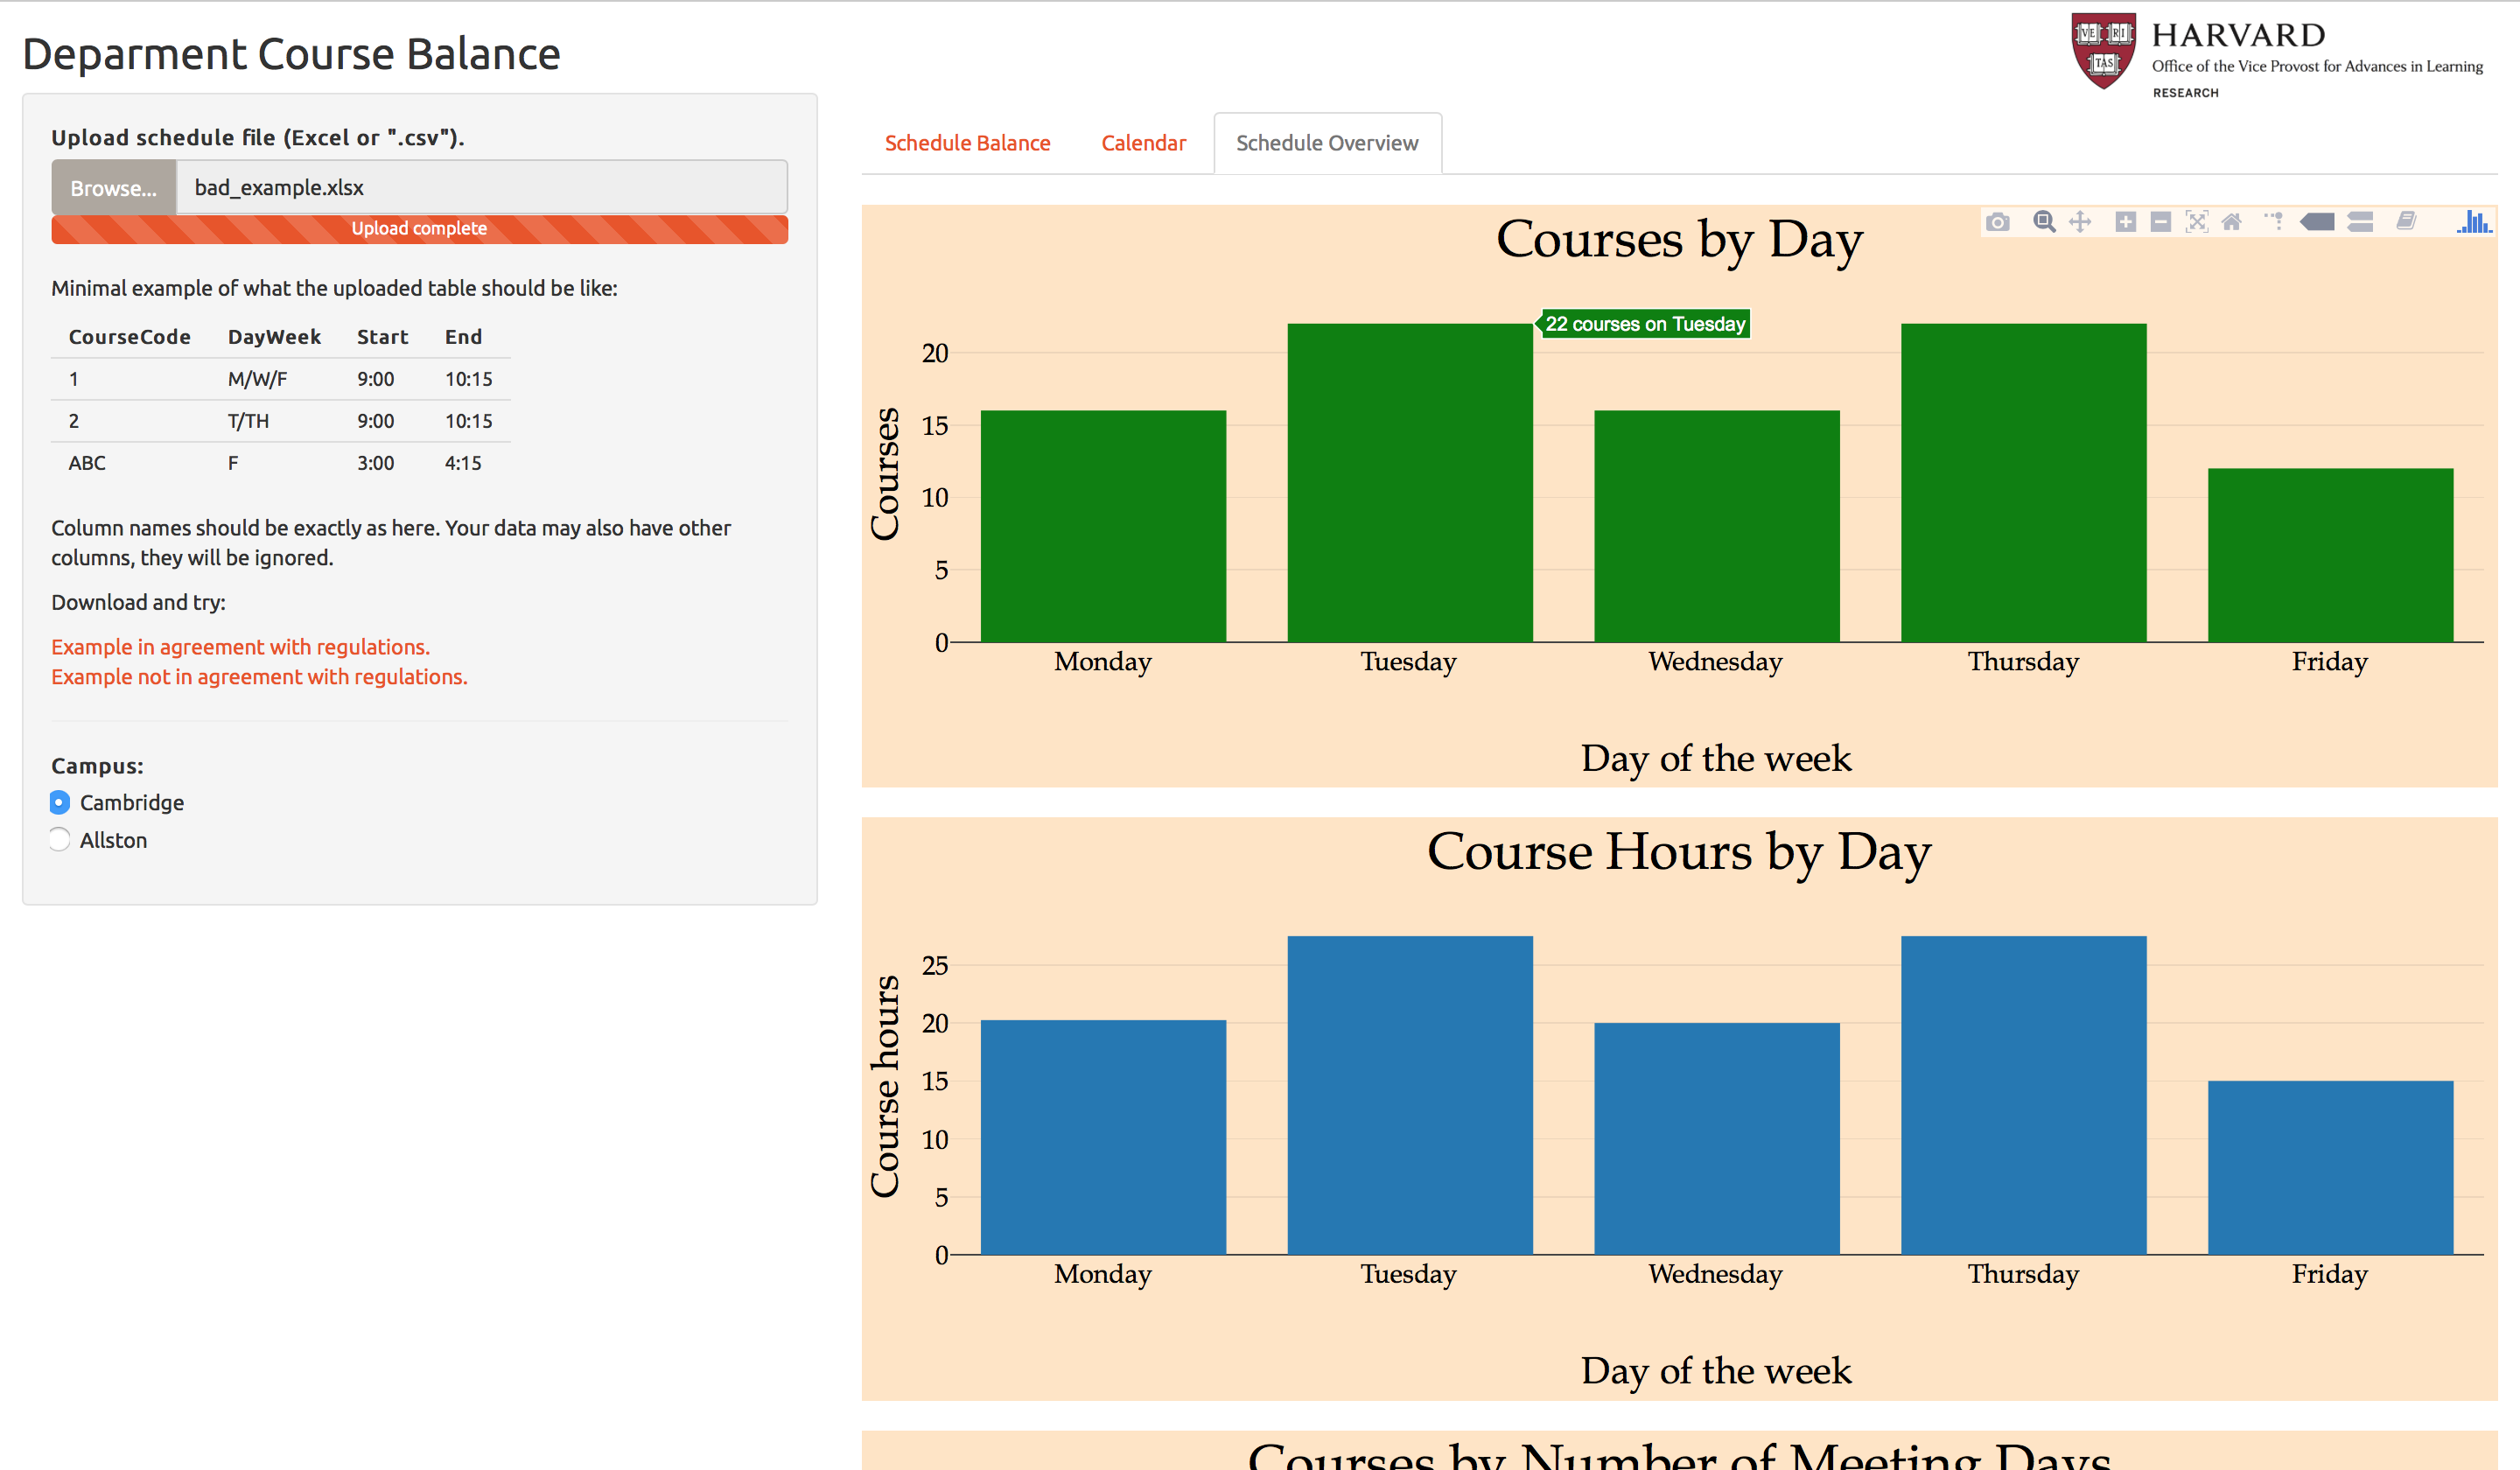 Deparment Course Balance
VE RI TAS
HARVARD
Office of the Vice Provost for Advances in Learning
RESEARCH
Upload schedule file (Excel or ".csv").
Browse... bad_example.xlsx
Upload complete
Minimal example of what the uploaded table should be like:
CourseCode DayWeek Start End
1 M/W/F 9:00 10:15
2 T/TH 9:00 10:15
ABC F 3:00 4:15
Column names should be exactly as here. Your data may also have other
columns, they will be ignored.
Download and try:
Example in agreement with regulations.
Example not in agreement with regulations.
Campus:
Cambridge
Allston
Schedule Balance Calendar Schedule Overview
Courses by Day
22 courses on Tuesday
Courses
20
15
10
5
0
Monday Tuesday Wednesday Thursday Friday
Day of the week
Course Hours by Day
Course hours
25
20
15
10
5
0
Monday Tuesday Wednesday Thursday Friday
Day of the week
Courses by Number of Meeting Days